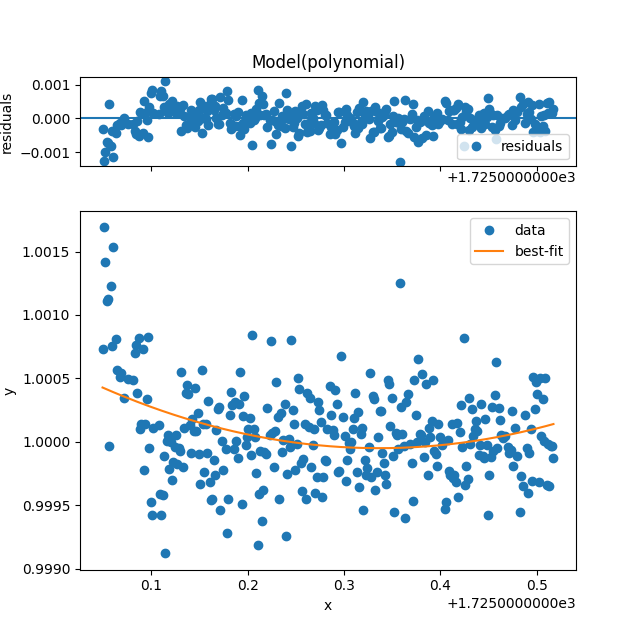 Model(polynomial)
residuals
0.001
0.000
−0.001
residuals
+1.7250000000e3
y
1.0015
1.0010
1.0005
1.0000
0.9995
0.9990
data
best-fit
0.1 0.2 0.3 0.4 0.5
x
+1.7250000000e3